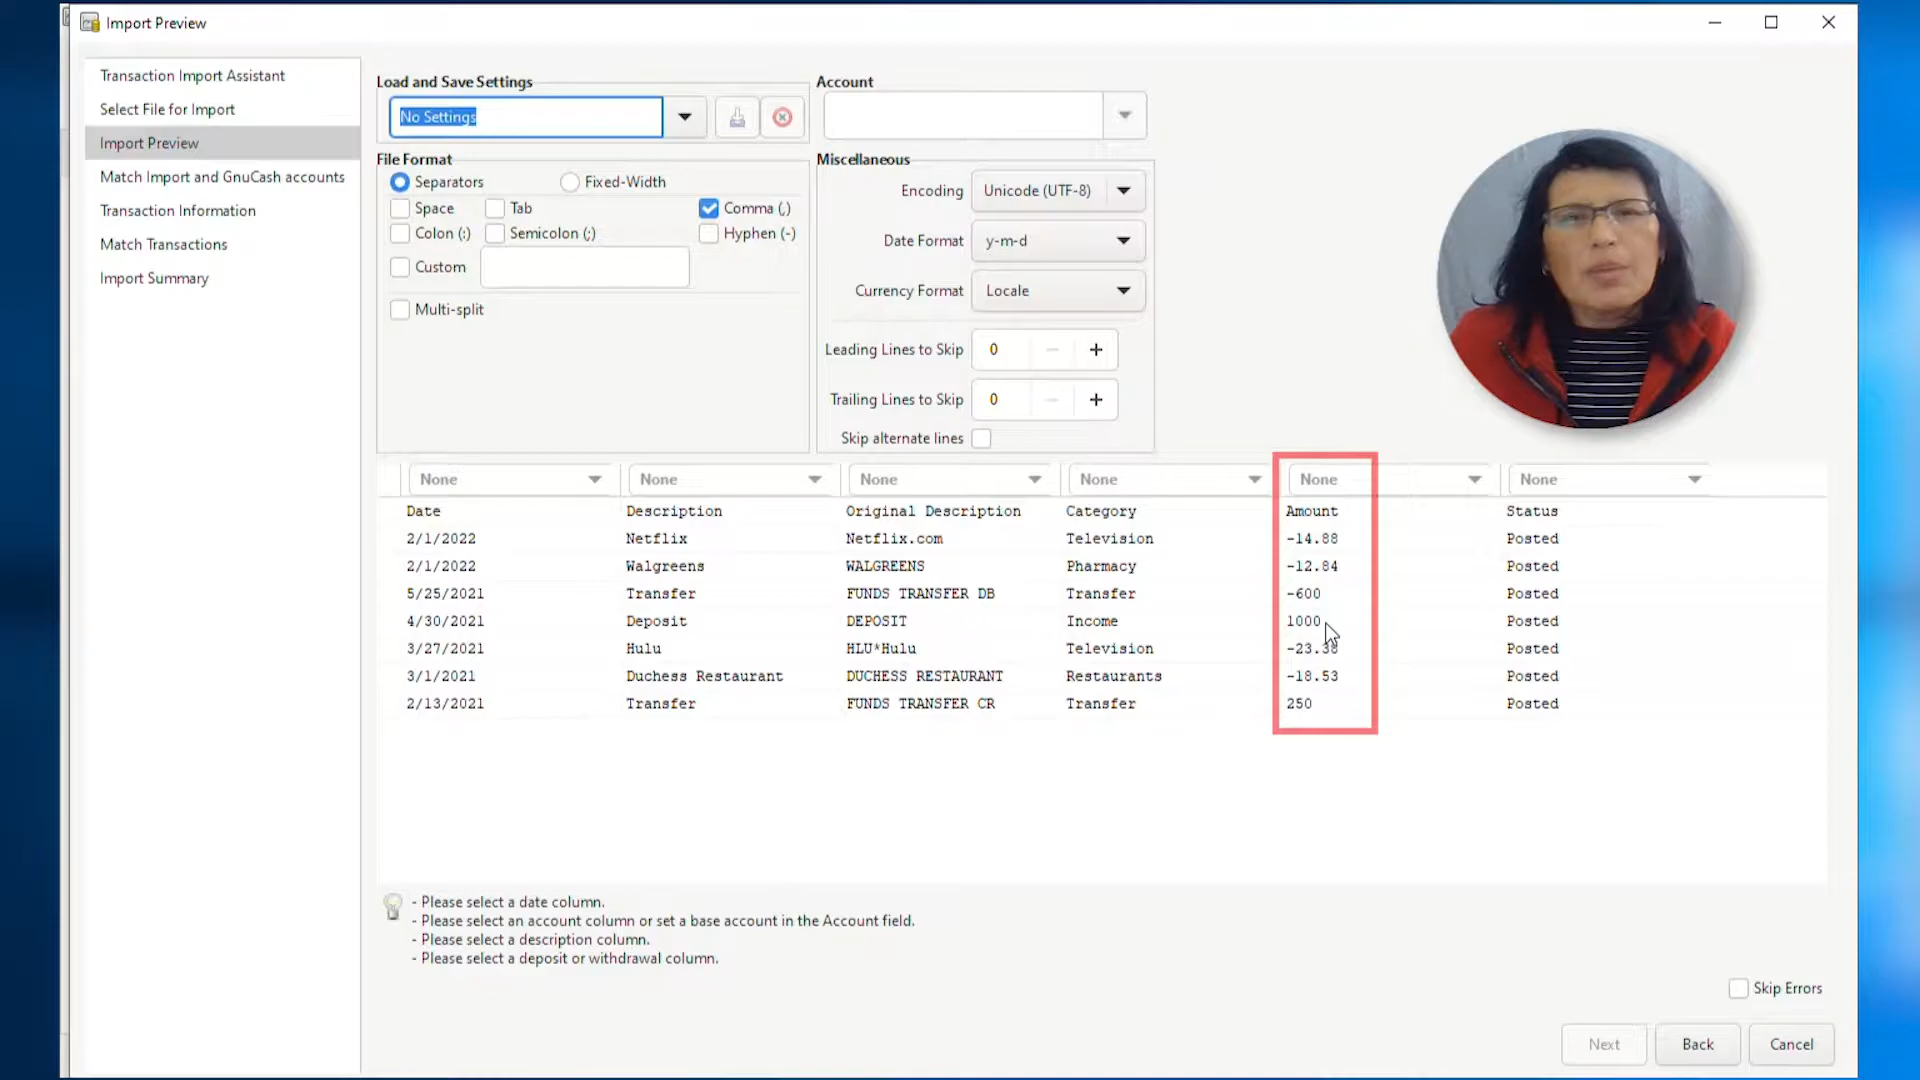 Import Preview
Transaction Import Assistant
Select File for Import
Import Preview
Match Import and GnuCash accounts
Transaction Information
Match Transactions
Import Summary
Load and Save Settings
No Settings
Account
File Format
Separators Fixed-Width
Space Tab Comma (,)
Colon (:) Semicolon (;) Hyphen (-)
Custom
Multi-split
Miscellaneous
Encoding Unicode (UTF-8)
Date Format y-m-d
Currency Format Locale
Leading Lines to Skip 0 − +
Trailing Lines to Skip 0 − +
Skip alternate lines
None None None None None None
Date Description Original Description Category Amount Status
2/1/2022 Netflix Netflix.com Television -14.88 Posted
2/1/2022 Walgreens WALGREENS Pharmacy -12.84 Posted
5/25/2021 Transfer FUNDS TRANSFER DB Transfer -600 Posted
4/30/2021 Deposit DEPOSIT Income 1000 Posted
3/27/2021 Hulu HLU*Hulu Television -23.38 Posted
3/1/2021 Duchess Restaurant DUCHESS RESTAURANT Restaurants -18.53 Posted
2/13/2021 Transfer FUNDS TRANSFER CR Transfer 250 Posted
- Please select a date column.
- Please select an account column or set a base account in the Account field.
- Please select a description column.
- Please select a deposit or withdrawal column.
Skip Errors
Next Back Cancel